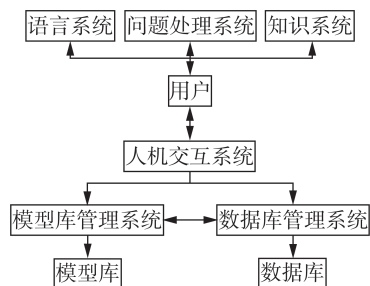 语言系统
问题处理系统
知识系统
用户
人机交互系统
模型库管理系统
数据库管理系统
模型库
数据库